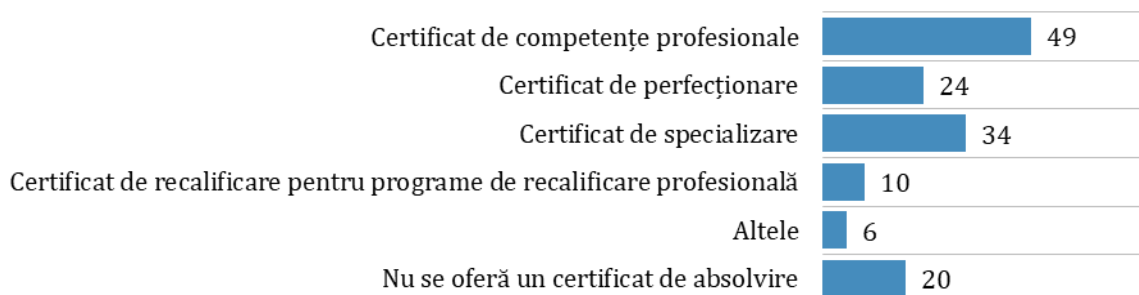 Certificat de competențe profesionale 49
Certificat de perfecționare 24
Certificat de specializare 34
Certificat de recalificare pentru programe de recalificare profesională 10
Altele 6
Nu se oferă un certificat de absolvire 20